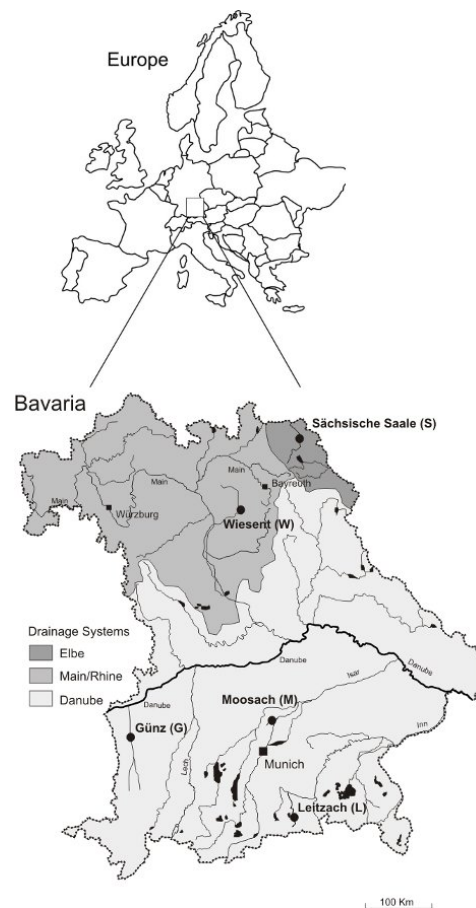 Europe
Bavaria
Sächsische Saale (S)
Main
Bayreuth
Main
Main
Würzburg
Wiesent (W)
Drainage Systems
Elbe
Main/Rhine
Danube
Danube
Danube
Danube
Isar
Moosach (M)
Günz (G)
Inn
Lech
Munich
Leitzach (L)
100 Km